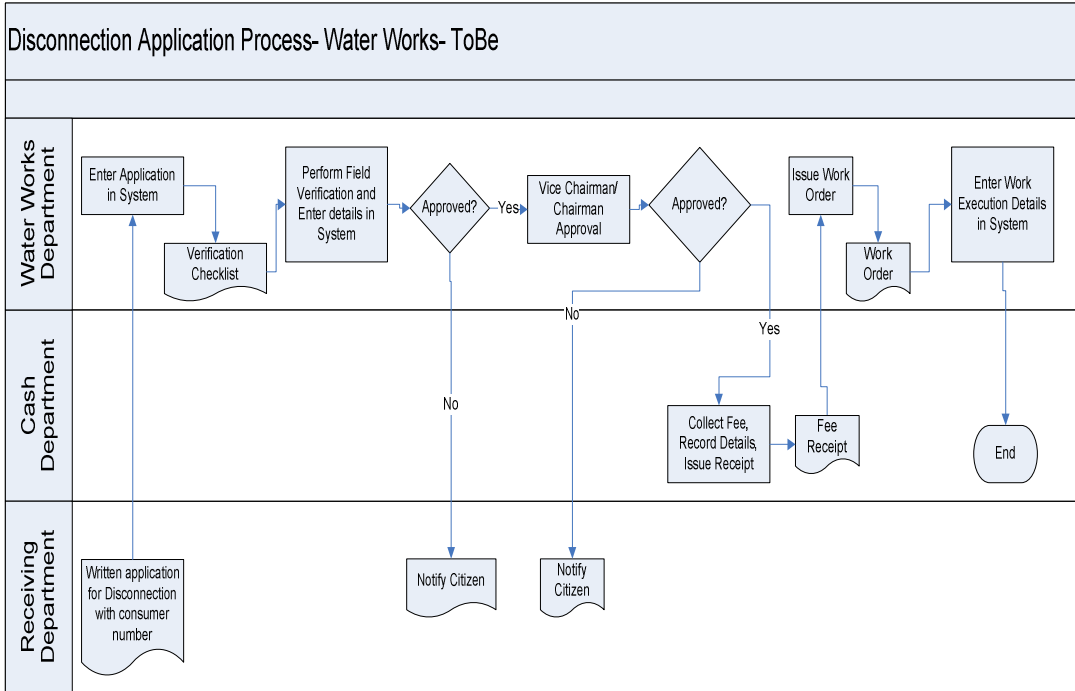 Disconnection Application Process- Water Works- ToBe
Water Works
Department
Enter Application
in System
Verification
Checklist
Perform Field
Verification and
Enter details in
System
Approved?
Yes
Vice Chairman/
Chairman
Approval
Approved?
Issue Work
Order
Work
Order
Enter Work
Execution Details
in System
Cash
Department
No
No
Yes
Collect Fee,
Record Details,
Issue Receipt
Fee
Receipt
End
Receiving
Department
Written application
for Disconnection
with consumer
number
Notify Citizen
Notify
Citizen